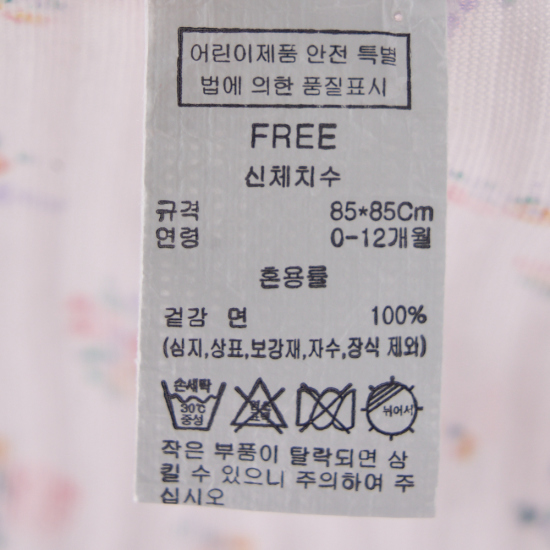 어린이제품 안전 특별
법에 의한 품질표시
FREE
신체치수
규격 85*85Cm
연령 0-12개월
혼용률
겉감 면 100%
(심지,상표,보강재,자수,장식 제외)
손세탁
30℃
중성
뉘어서
작은 부품이 탈락되면 삼
킬 수 있으니 주의하여 주
십시오